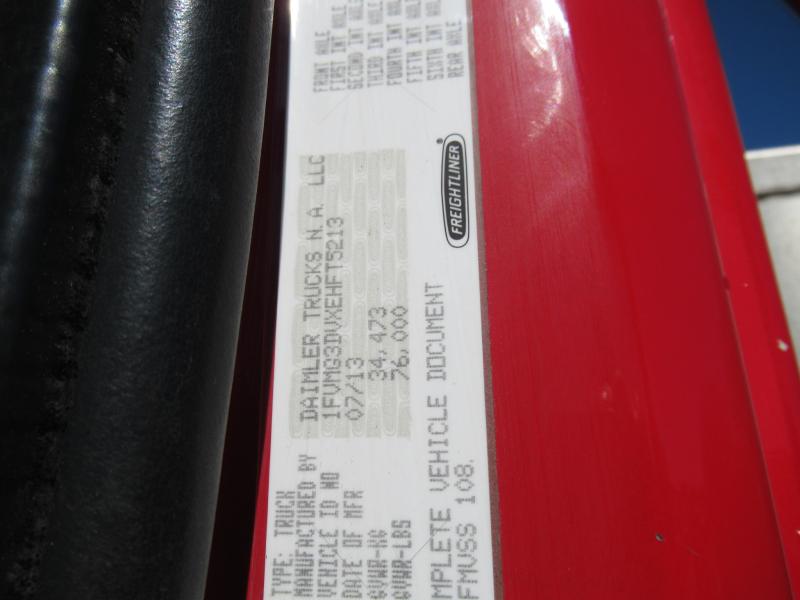 TYPE: TRUCK
MANUFACTURED BY DAIMLER TRUCKS N.A. LLC
VEHICLE ID NO 1FVMG3DVXEHFT5213
DATE OF MFR 07/13
GVWR-KG 34,473
GVWR-LBS 76,000
MPLETE VEHICLE DOCUMENT
FMVSS 108.
FREIGHTLINER
FRONT AXLE
FIRST INT AXLE
SECOND INT AXLE
THIRD INT AXLE
FOURTH INT AXLE
FIFTH INT AXLE
SIXTH INT AXLE
REAR AXLE